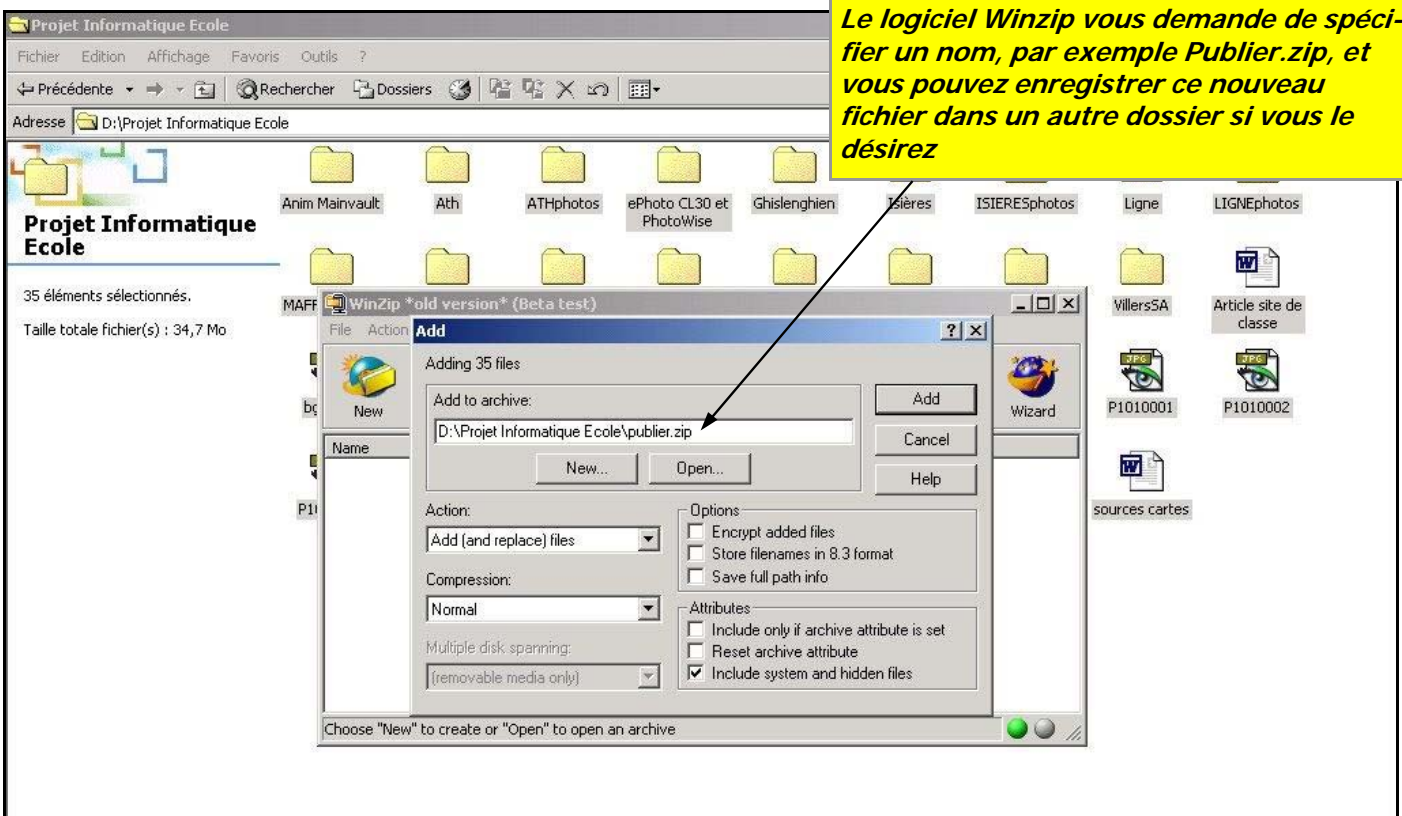 Projet Informatique Ecole
Le logiciel Winzip vous demande de spéci-
fier un nom, par exemple Publier.zip, et
vous pouvez enregistrer ce nouveau
fichier dans un autre dossier si vous le
désirez
Fichier Edition Affichage Favoris Outils ?
Précédente Rechercher Dossiers
Adresse D:\Projet Informatique Ecole
Projet Informatique
Ecole
35 éléments sélectionnés.
Taille totale fichier(s) : 34,7 Mo
Anim Mainvault Ath ATHphotos ePhoto CL30 et Ghislenghien Isières ISIERESphotos Ligne LIGNEphotos
PhotoWise
MAFF VillersSA Article site de
classe
WinZip *old version* (Beta test)
File Action
New Wizard
Name
Add
Adding 35 files
Add to archive:
D:\Projet Informatique Ecole\publier.zip
New... Open...
Add
Cancel
Help
Action:
Add (and replace) files
Compression:
Normal
Multiple disk spanning:
(removable media only)
Options
Encrypt added files
Store filenames in 8.3 format
Save full path info
Attributes
Include only if archive attribute is set
Reset archive attribute
Include system and hidden files
Choose "New" to create or "Open" to open an archive
JPG JPG
P1010001 P1010002
sources cartes